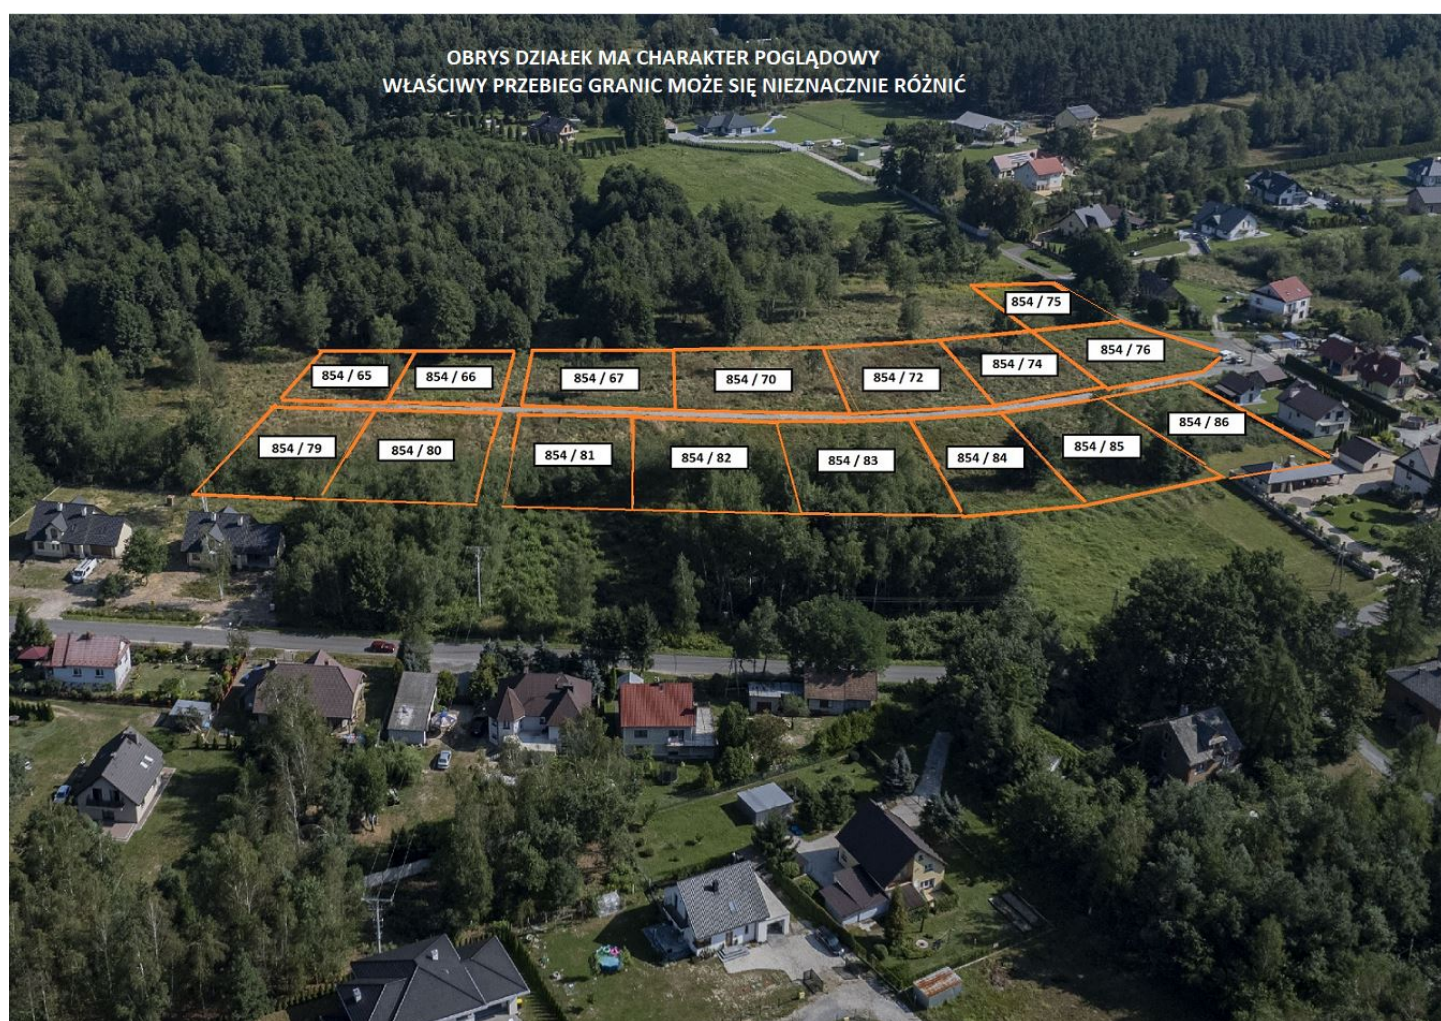 OBRYS DZIAŁEK MA CHARAKTER POGLĄDOWY
WŁAŚCIWY PRZEBIEG GRANIC MOŻE SIĘ NIEZNACZNIE RÓŻNIĆ
854 / 75
854 / 65
854 / 66
854 / 67
854 / 70
854 / 72
854 / 74
854 / 76
854 / 79
854 / 80
854 / 81
854 / 82
854 / 83
854 / 84
854 / 85
854 / 86